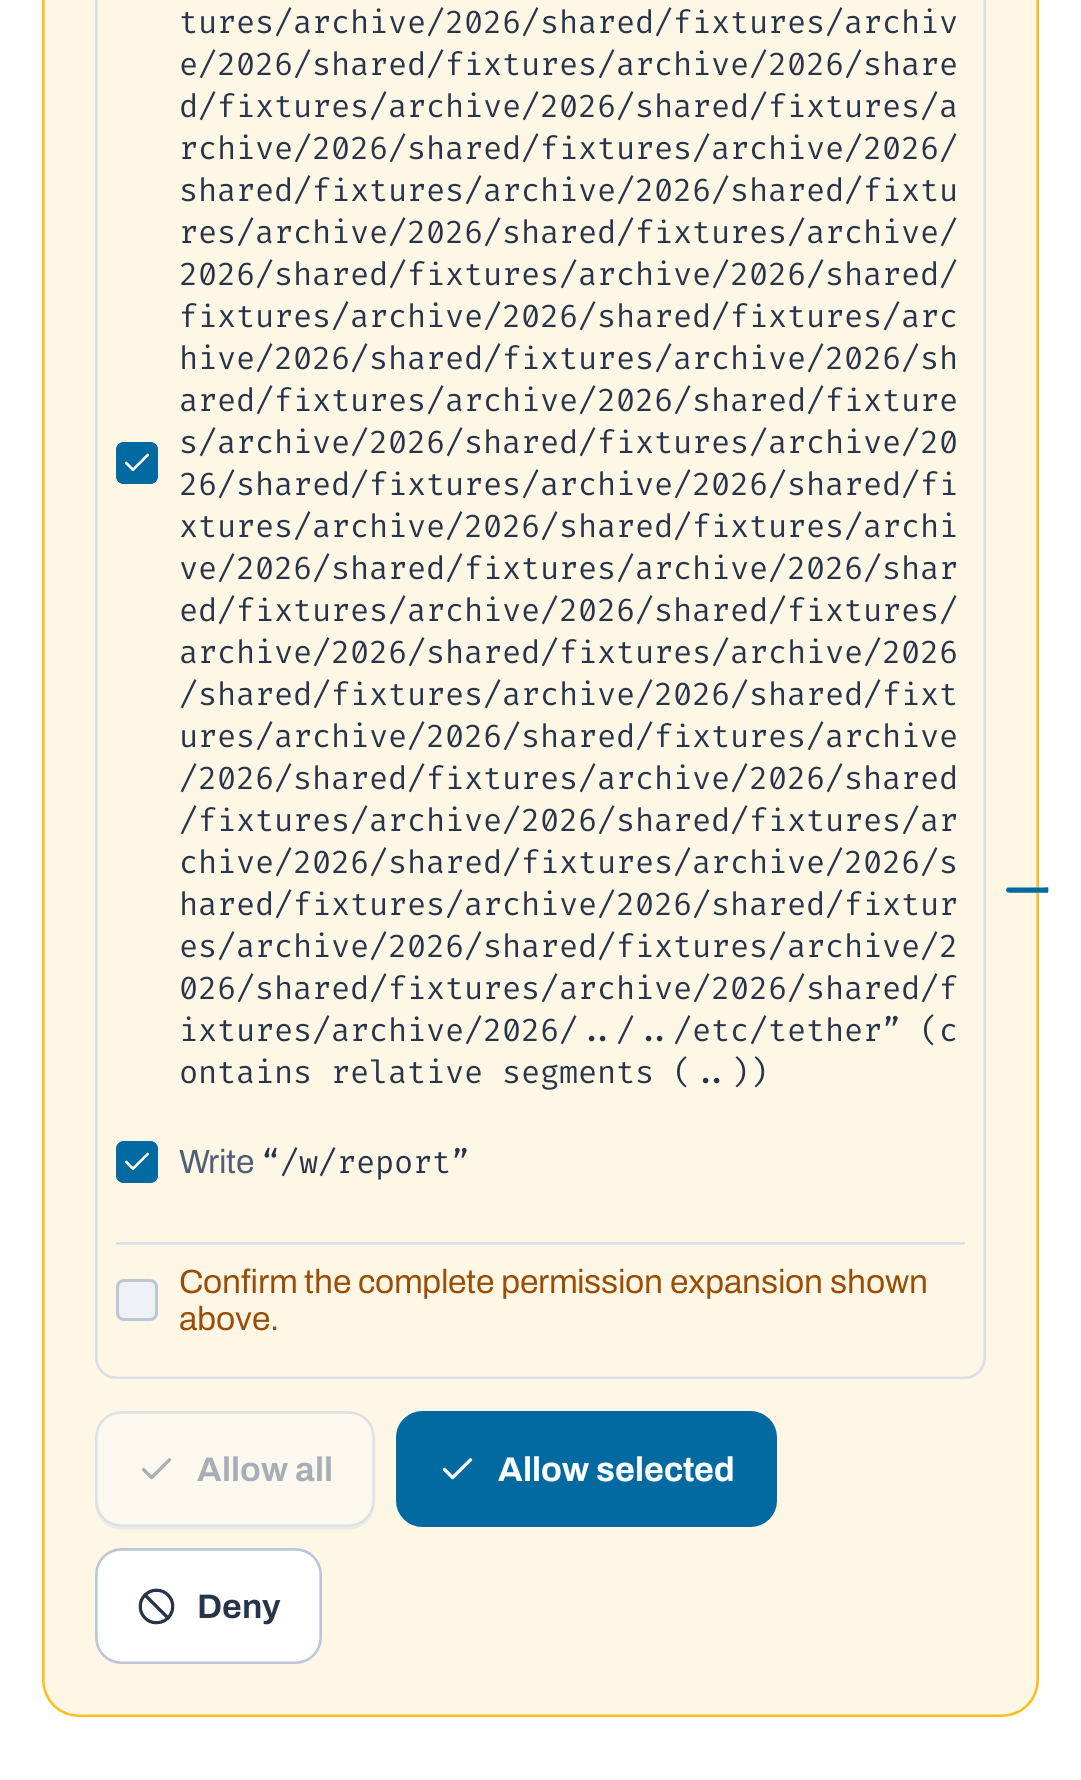 tures/archive/2026/shared/fixtures/archiv
e/2026/shared/fixtures/archive/2026/share
d/fixtures/archive/2026/shared/fixtures/a
rchive/2026/shared/fixtures/archive/2026/
shared/fixtures/archive/2026/shared/fixtu
res/archive/2026/shared/fixtures/archive/
2026/shared/fixtures/archive/2026/shared/
fixtures/archive/2026/shared/fixtures/arc
hive/2026/shared/fixtures/archive/2026/sh
ared/fixtures/archive/2026/shared/fixture
s/archive/2026/shared/fixtures/archive/20
26/shared/fixtures/archive/2026/shared/fi
xtures/archive/2026/shared/fixtures/archi
ve/2026/shared/fixtures/archive/2026/shar
ed/fixtures/archive/2026/shared/fixtures/
archive/2026/shared/fixtures/archive/2026
/shared/fixtures/archive/2026/shared/fixt
ures/archive/2026/shared/fixtures/archive
/2026/shared/fixtures/archive/2026/shared
/fixtures/archive/2026/shared/fixtures/ar
chive/2026/shared/fixtures/archive/2026/s
hared/fixtures/archive/2026/shared/fixtur
es/archive/2026/shared/fixtures/archive/2
026/shared/fixtures/archive/2026/shared/f
ixtures/archive/2026/../../etc/tether” (c
ontains relative segments (..))
Write “/w/report”
Confirm the complete permission expansion shown
above.
Allow all
Allow selected
Deny